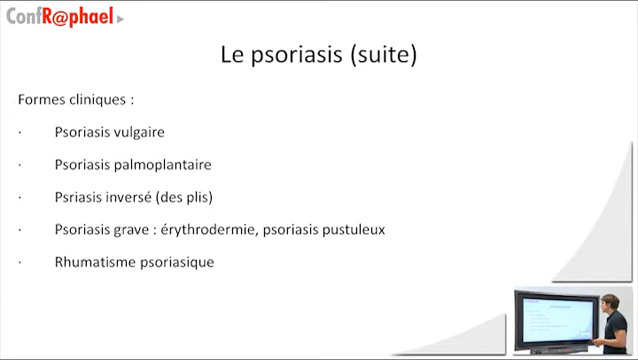 ConfR@phael
Le psoriasis (suite)
Formes cliniques :
· Psoriasis vulgaire
· Psoriasis palmoplantaire
· Psriasis inversé (des plis)
· Psoriasis grave : érythrodermie, psoriasis pustuleux
· Rhumatisme psoriasique